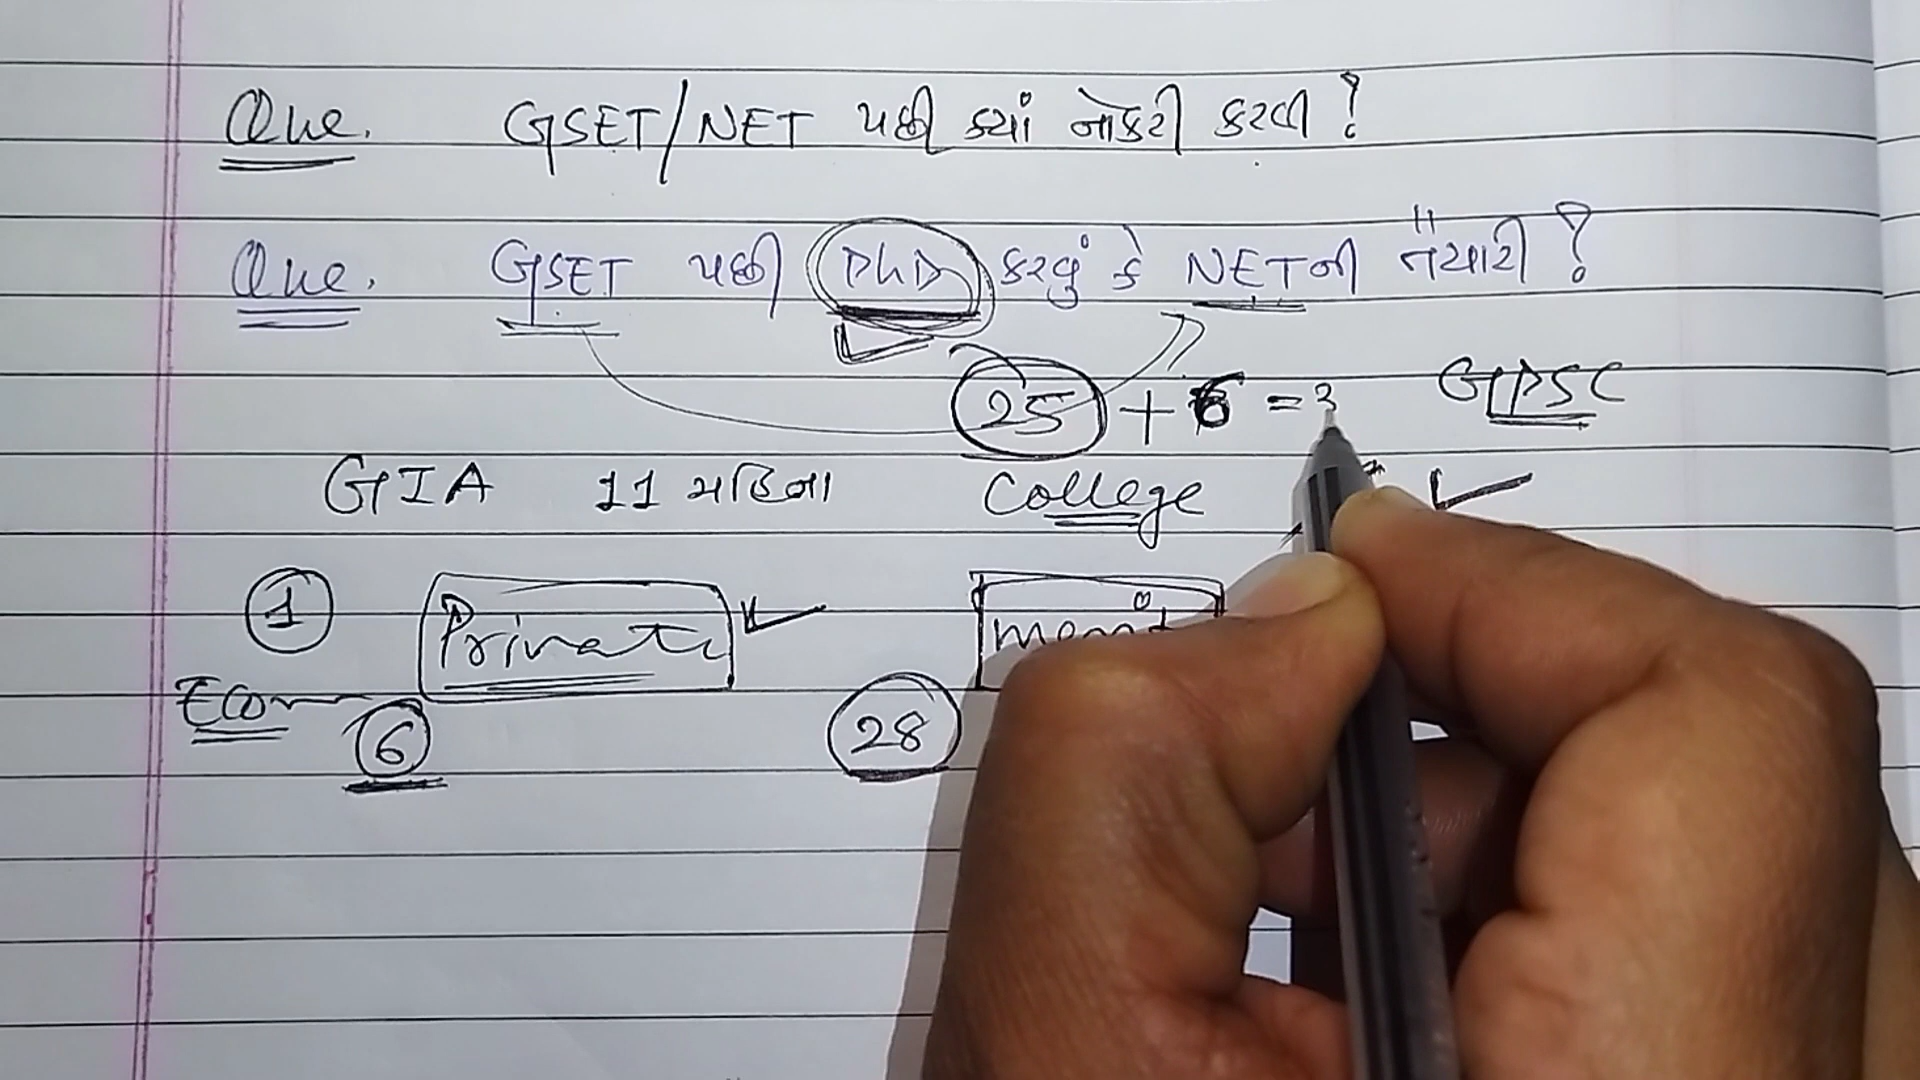 Que. GSET/NET પછી ક્યાં નોકરી કરવી ?
Que. GSET પછી PhD કરવું કે NETની તૈયારી ?
25 + 6 = 3 GPSC
GIA 11 મહિના College
1 Private
Econ 6 28